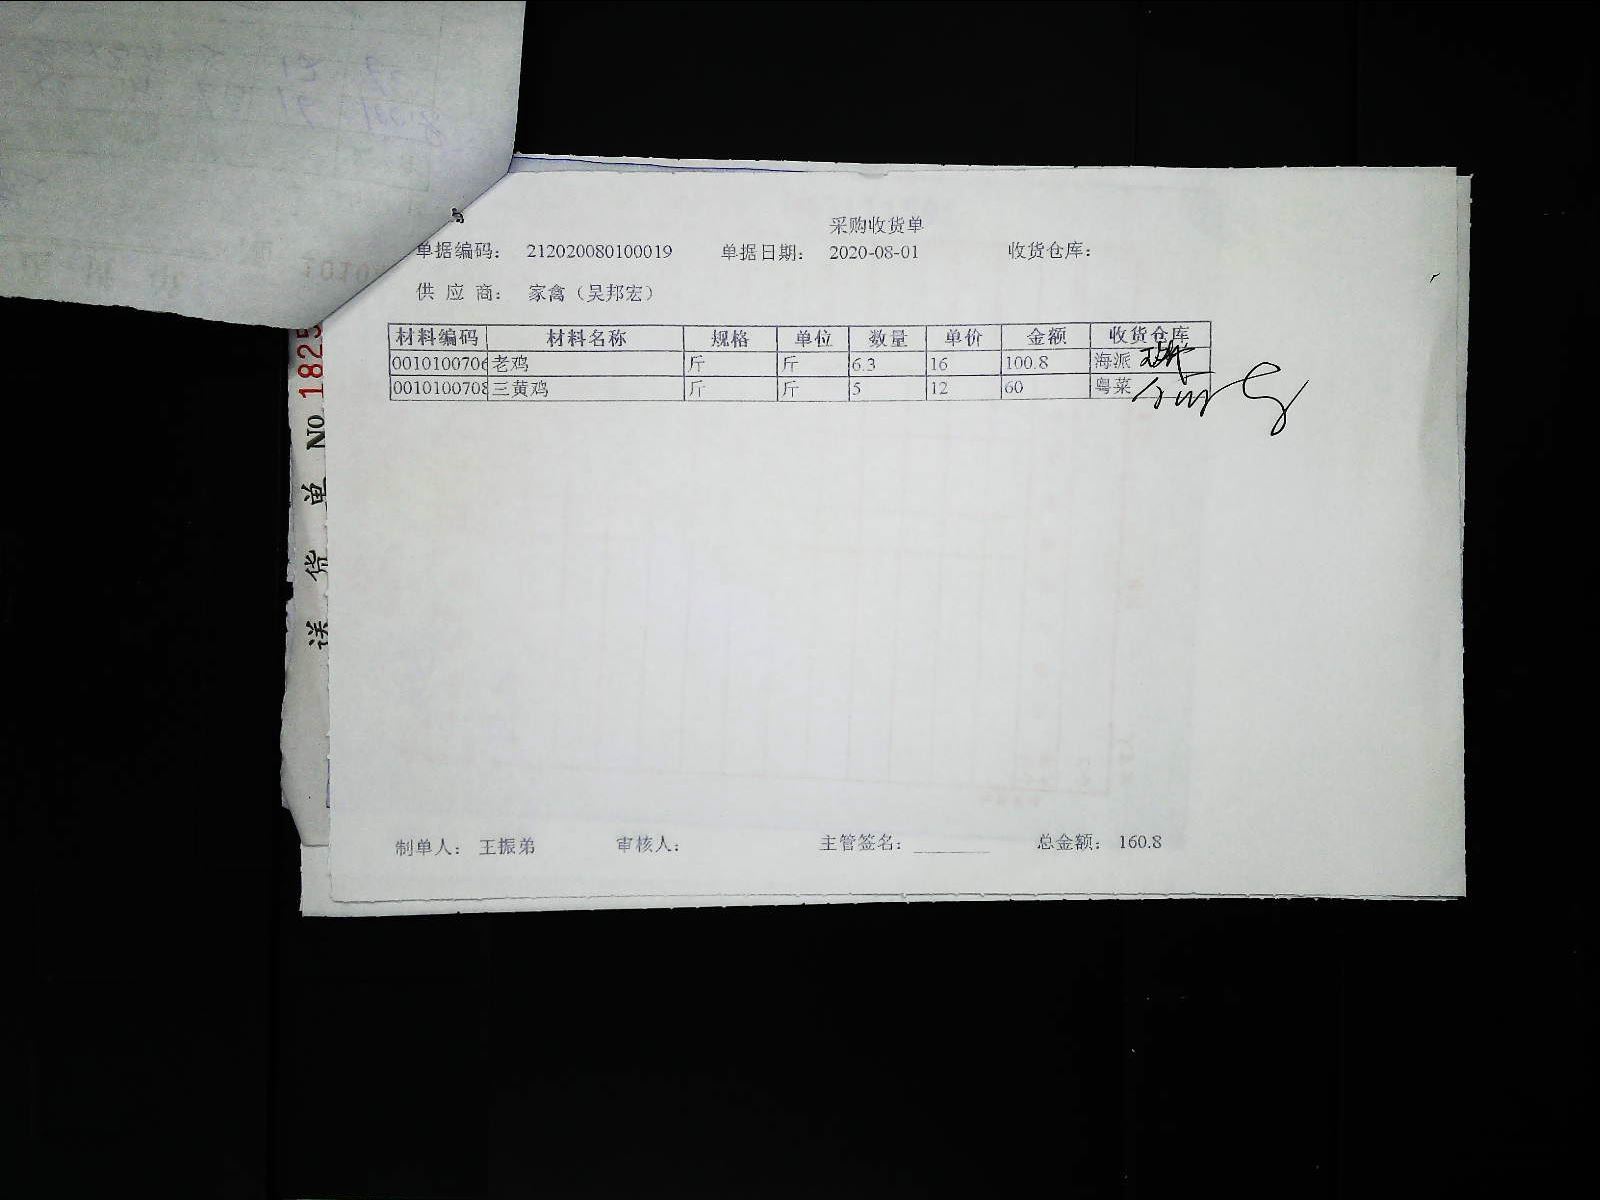 采购收货单
单据编码: 212020080100019 单据日期: 2020-08-01 收货仓库:
供 应 商: 家禽（吴邦宏）
材料编码 材料名称 规格 单位 数量 单价 金额 收货仓库
0010100706 老鸡 斤 斤 6.3 16 100.8 海派
0010100708 三黄鸡 斤 斤 5 12 60 粤菜
制单人: 王振弟 审核人: 主管签名: 总金额: 160.8
送 货 单 No 1825